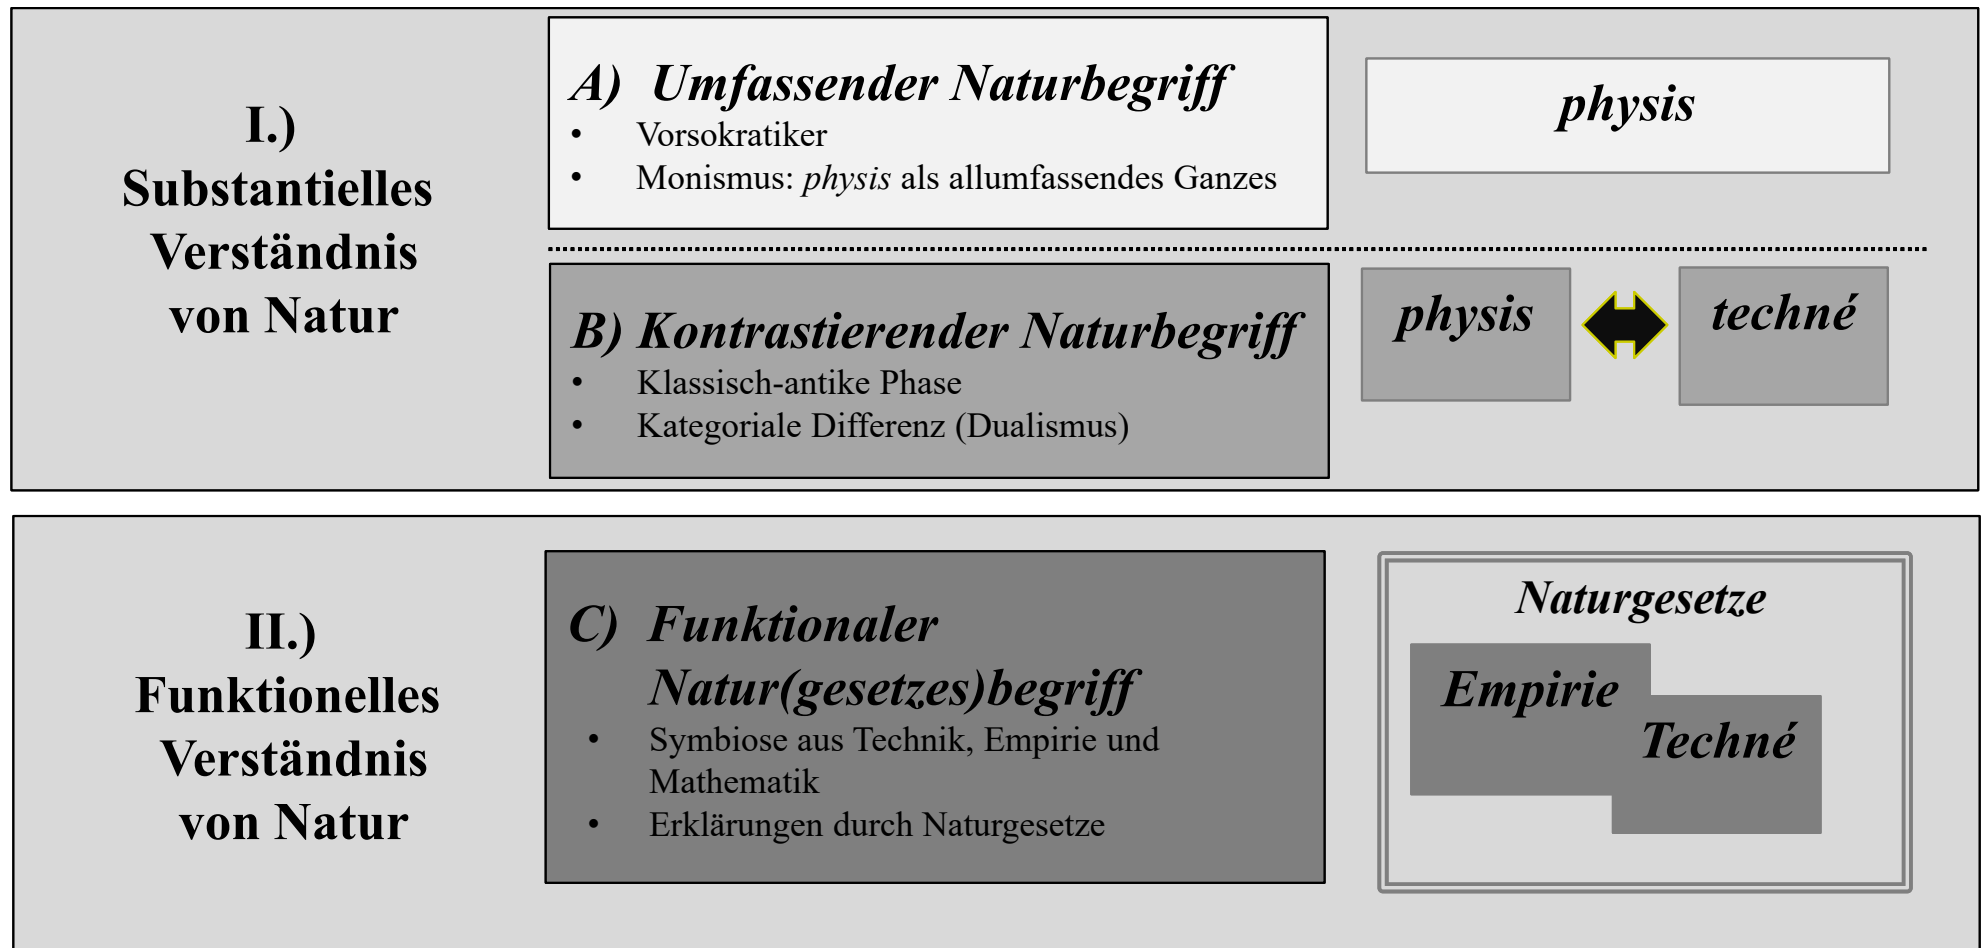 I.)
Substantielles
Verständnis
von Natur
A) Umfassender Naturbegriff
• Vorsokratiker
• Monismus: physis als allumfassendes Ganzes
physis
B) Kontrastierender Naturbegriff
• Klassisch-antike Phase
• Kategoriale Differenz (Dualismus)
physis
techné
II.)
Funktionelles
Verständnis
von Natur
C) Funktionaler
Natur(gesetzes)begriff
• Symbiose aus Technik, Empirie und
Mathematik
• Erklärungen durch Naturgesetze
Naturgesetze
Empirie
Techné